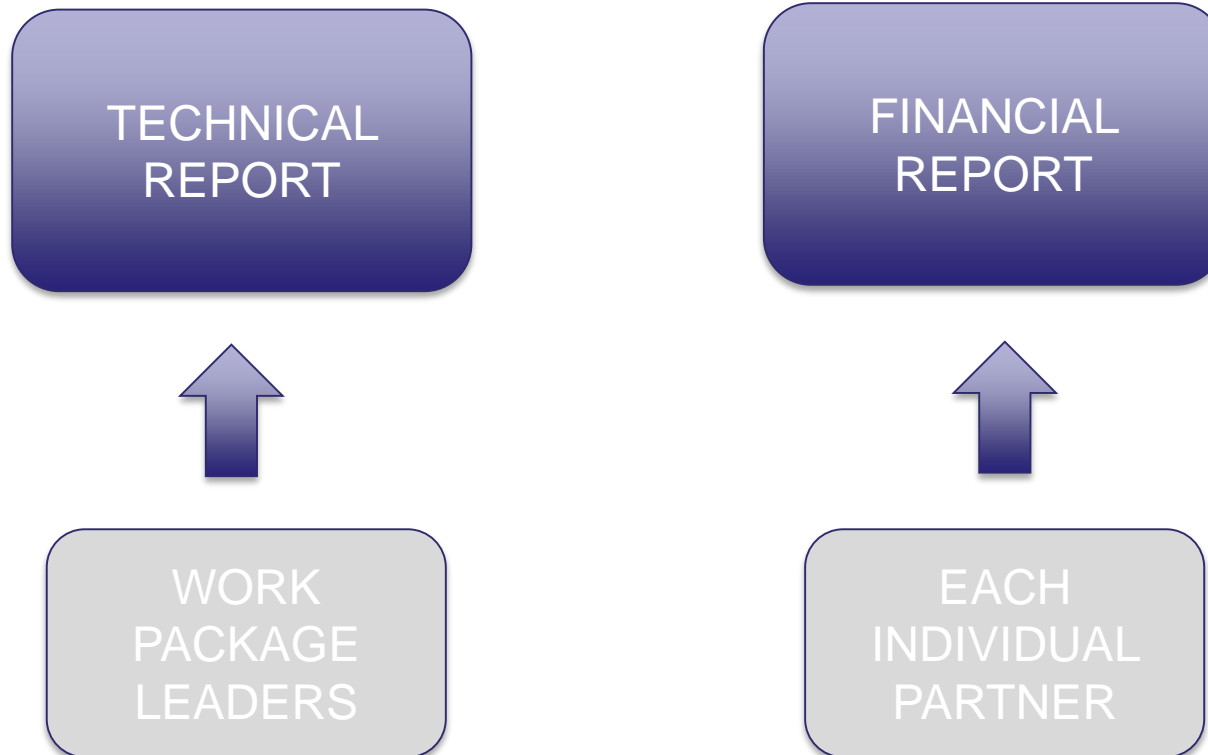 TECHNICAL
REPORT
FINANCIAL
REPORT
WORK
PACKAGE
LEADERS
EACH
INDIVIDUAL
PARTNER